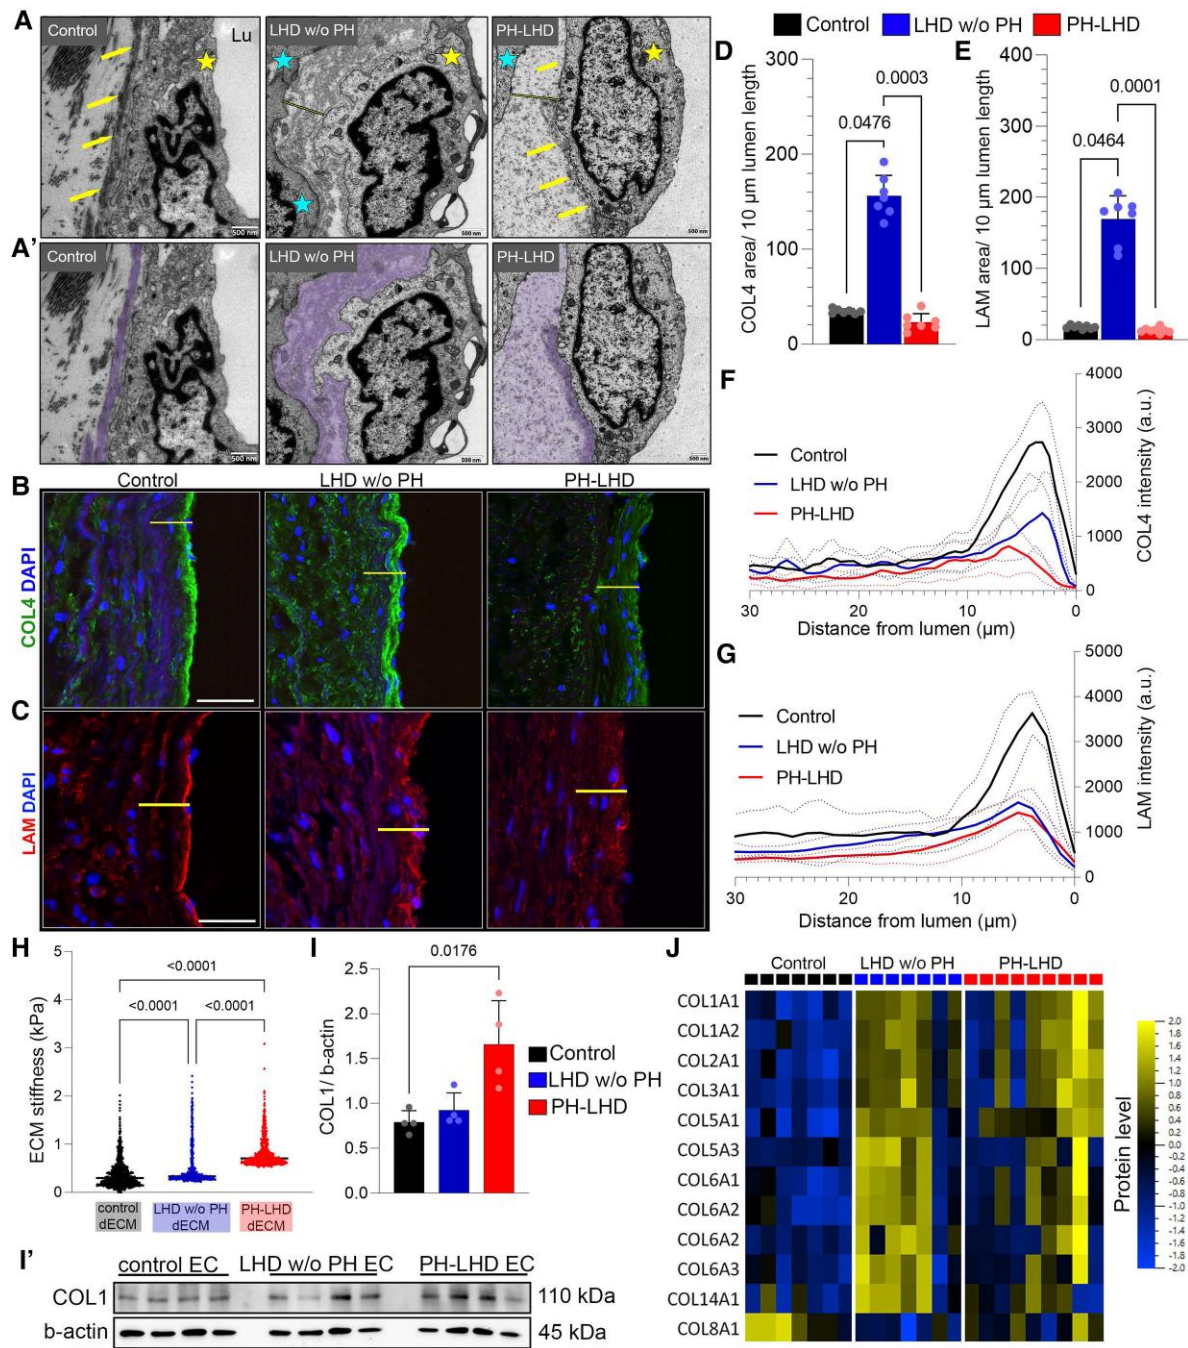 Control LHD w/o PH PH-LHD
A
Control
Lu
LHD w/o PH
PH-LHD
500 nm
500 nm
500 nm
A'
Control
LHD w/o PH
PH-LHD
500 nm
500 nm
500 nm
B
Control
LHD w/o PH
PH-LHD
COL4 DAPI
C
LAM DAPI
D
COL4 area/ 10 µm lumen length
300
200
100
0
0.0476
0.0003
E
LAM area/ 10 µm lumen length
400
300
200
100
0
0.0464
0.0001
F
Control
LHD w/o PH
PH-LHD
4000
3000
2000
1000
0
COL4 intensity (a.u.)
30 20 10 0
Distance from lumen (µm)
G
Control
LHD w/o PH
PH-LHD
5000
4000
3000
2000
1000
0
LAM intensity (a.u.)
30 20 10 0
Distance from lumen (µm)
H
ECM stiffness (kPa)
5
4
3
2
1
0
<0.0001
<0.0001
<0.0001
control
dECM
LHD w/o PH
dECM
PH-LHD
dECM
I
COL1/ b-actin
2.5
2.0
1.5
1.0
0.5
0.0
0.0176
Control
LHD w/o PH
PH-LHD
I'
control EC
LHD w/o PH EC
PH-LHD EC
COL1
110 kDa
b-actin
45 kDa
J
Control
LHD w/o PH
PH-LHD
COL1A1
COL1A2
COL2A1
COL3A1
COL5A1
COL5A3
COL6A1
COL6A2
COL6A2
COL6A3
COL14A1
COL8A1
Protein level
2.0
1.8
1.6
1.4
1.2
1.0
0.8
0.6
0.4
0.2
0.0
-0.2
-0.4
-0.6
-0.8
-1.0
-1.2
-1.4
-1.6
-1.8
-2.0